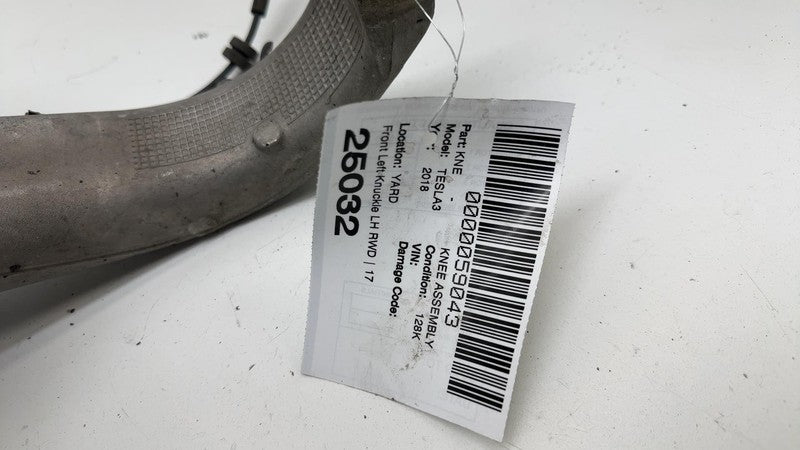 0000059043
Part: KNE - KNEE ASSEMBLY
Model: TESLA3 Condition: 128K
2018 VIN:
Location: YARD Damage Code:
Front Left Knuckle LH RWD | 17
25032